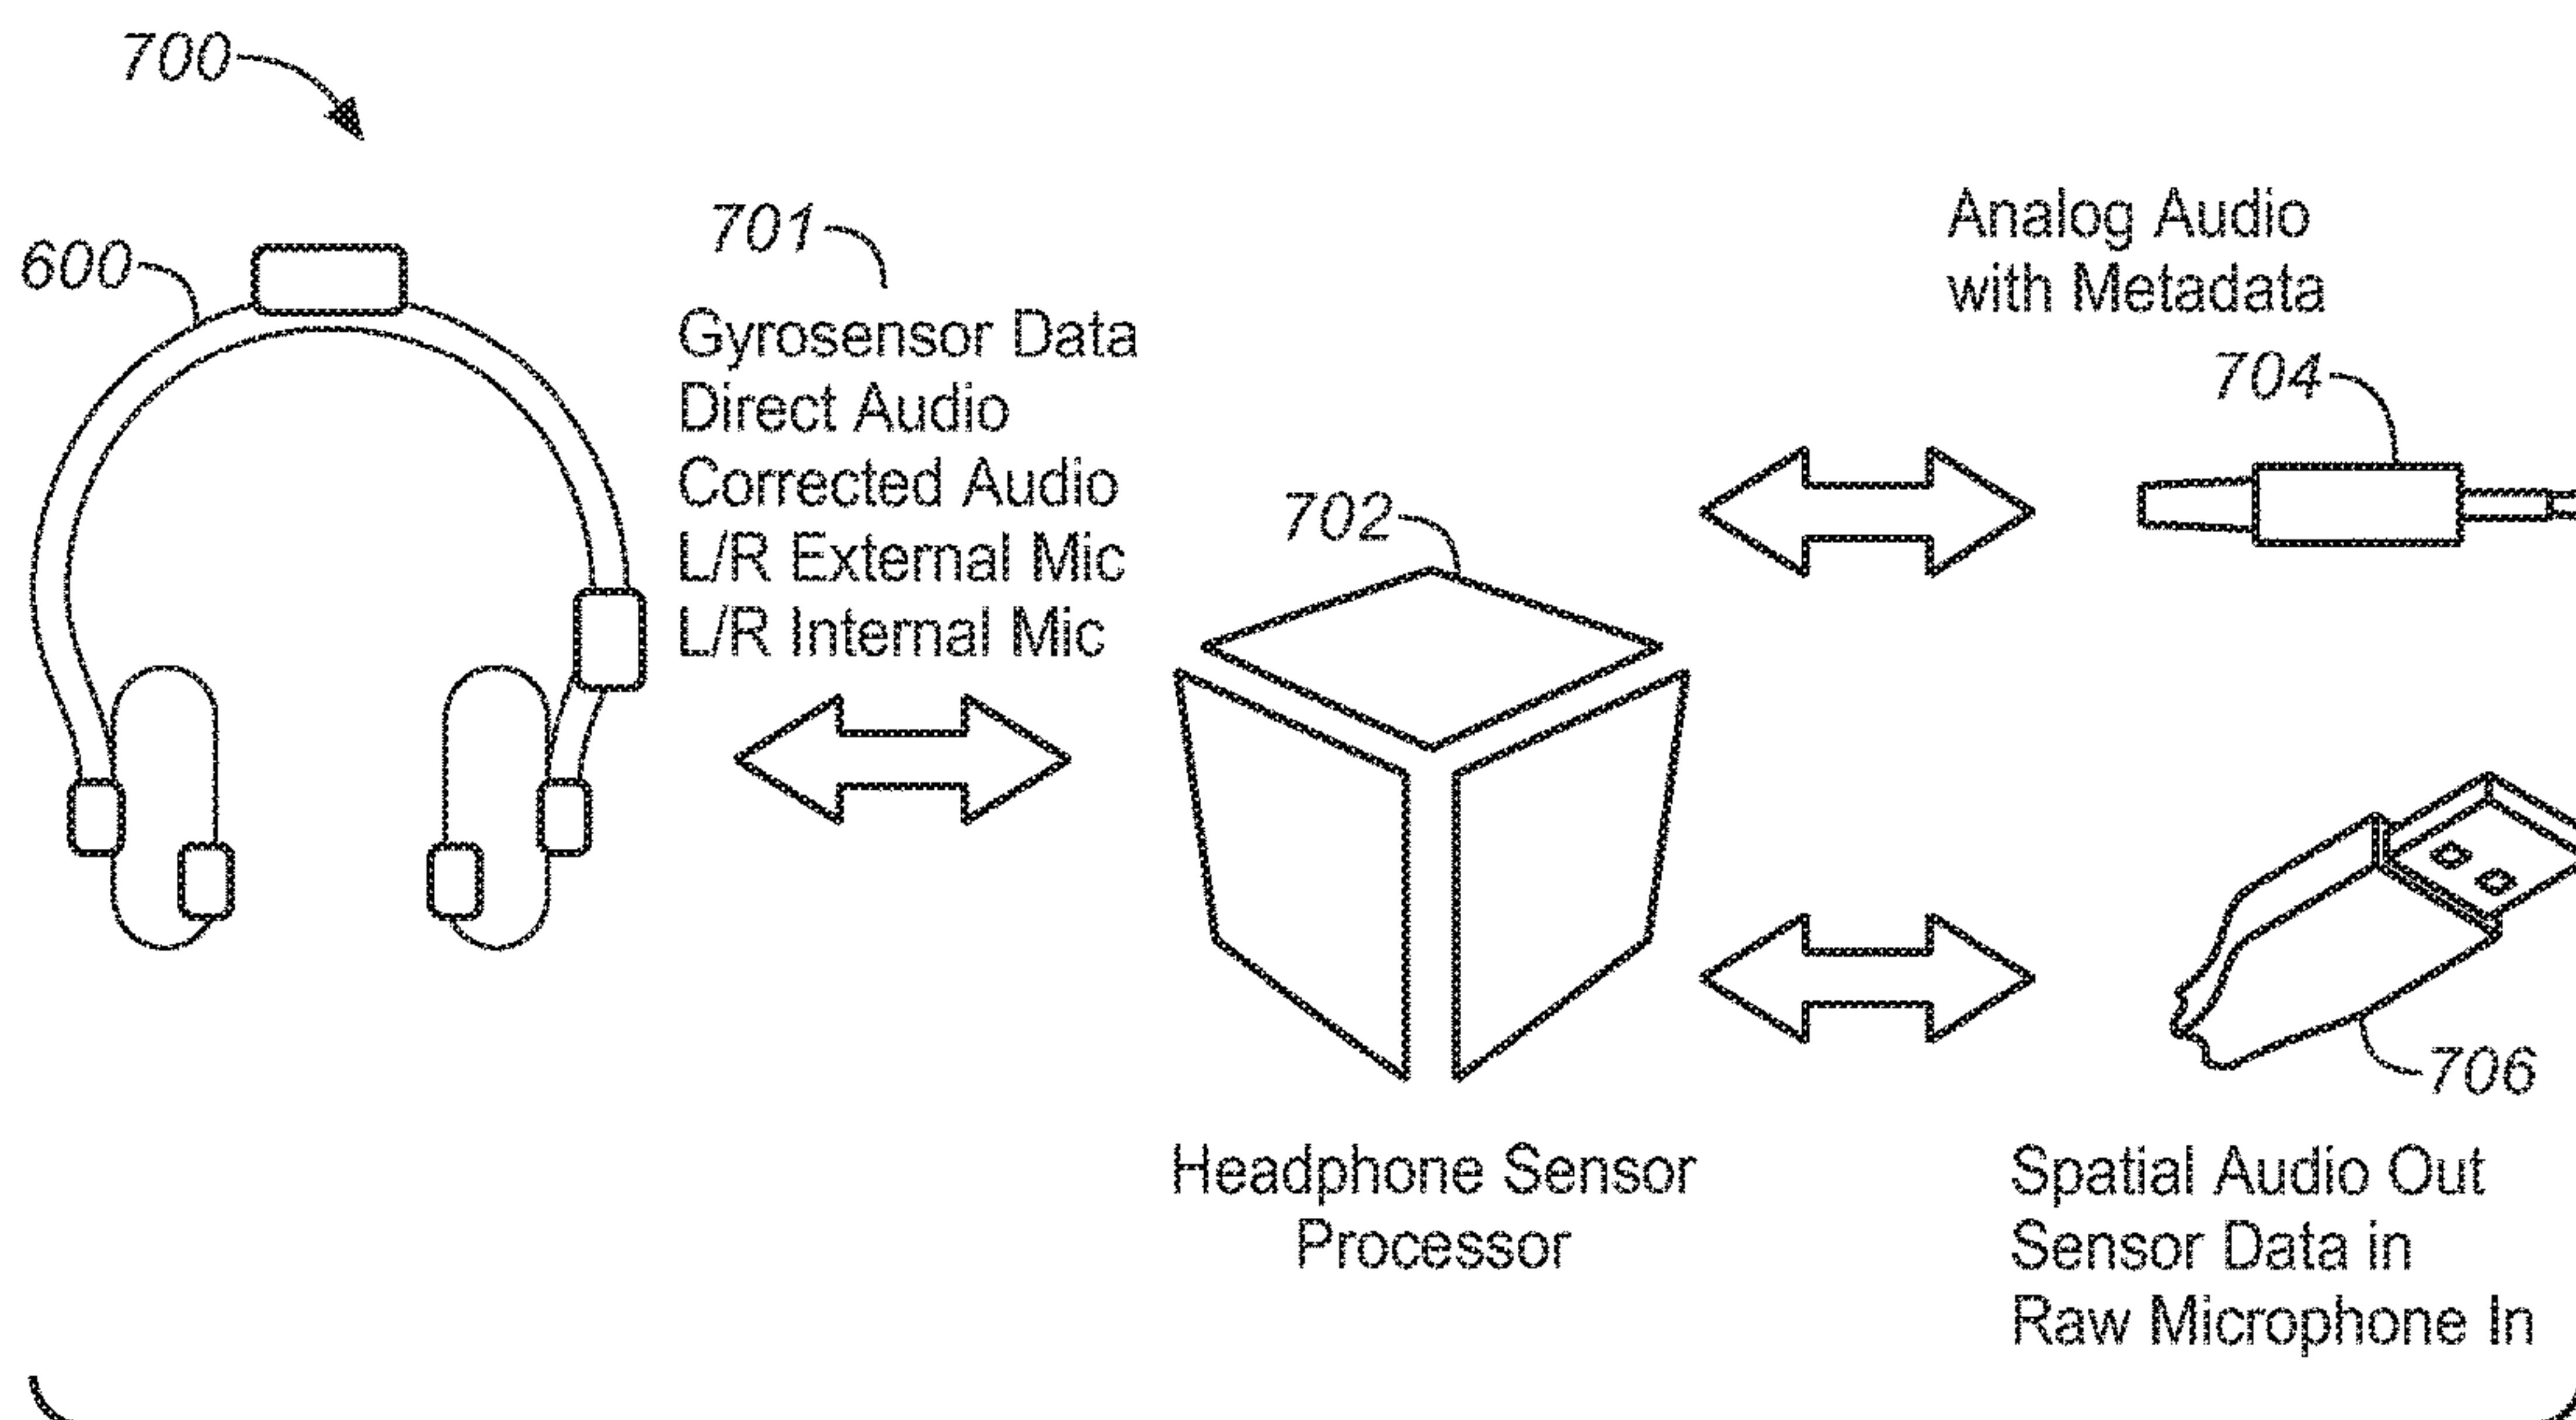 700
600
701
Gyrosensor Data
Direct Audio
Corrected Audio
L/R External Mic
L/R Internal Mic
702
Headphone Sensor
Processor
Analog Audio
with Metadata
704
706
Spatial Audio Out
Sensor Data in
Raw Microphone In